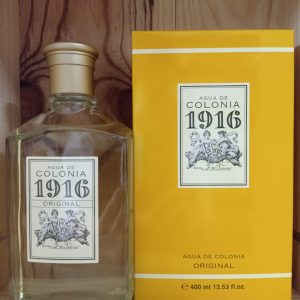 AGUA DE
COLONIA
1916
ORIGINAL
AGUA DE
COLONIA
1916
AGUA DE COLONIA
ORIGINAL
e 400 ml 13.53 fl.oz.